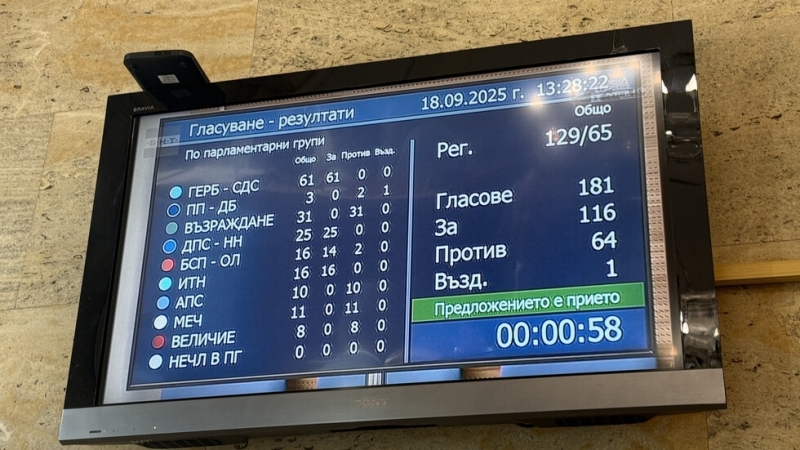 BRAVIA
Гласуване - резултати 18.09.2025 г. 13:28:22
По парламентарни групи Общо
Общо За Против Възд. Рег. 129/65
ГЕРБ - СДС 61 61 0 0
ПП - ДБ 3 0 2 1
ВЪЗРАЖДАНЕ 31 0 31 0
ДПС - НН 25 25 0 0
БСП - ОЛ 16 14 2 0
ИТН 16 16 0 0
АПС 10 0 10 0
МЕЧ 11 0 11 0
ВЕЛИЧИЕ 8 0 8 0
НЕЧЛ В ПГ 0 0 0 0
Гласове 181
За 116
Против 64
Възд. 1
Предложението е прието
00:00:58
SONY